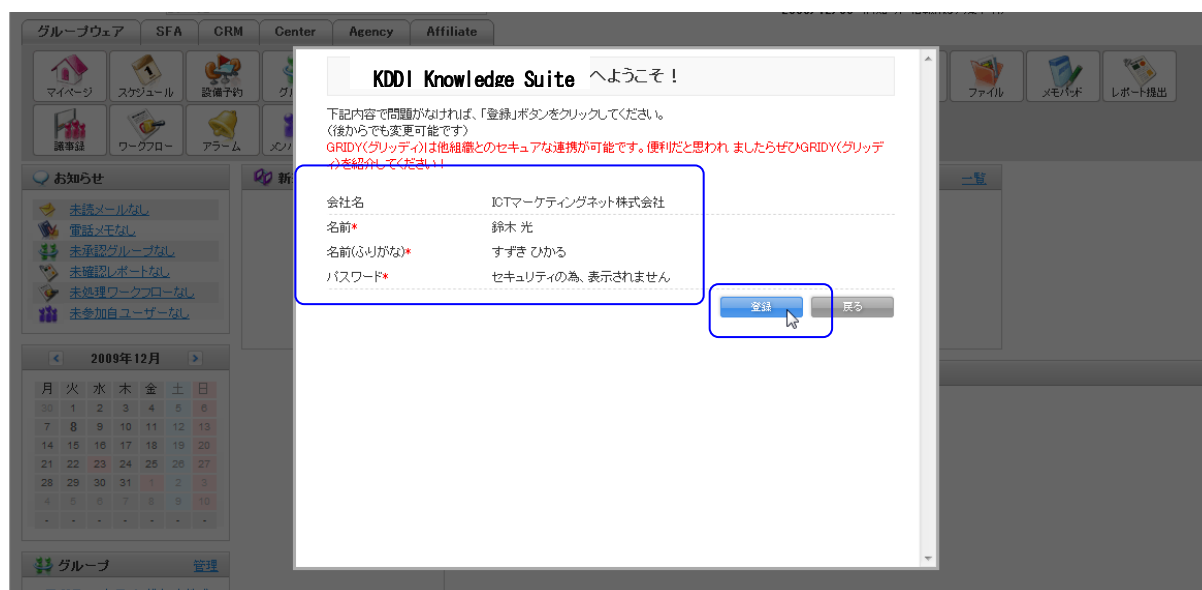 グループウェア SFA CRM Center Agency Affiliate
マイページ スケジュール 設備予約 ファイル メモパッド レポート提出
議事録 ワークフロー アラーム
KDDI Knowledge Suite へようこそ！
下記内容で問題がなければ、「登録」ボタンをクリックしてください。
(後からでも変更可能です)
GRIDY(グリッディ)は他組織とのセキュアな連携が可能です。便利だと思われ ましたらぜひGRIDY(グリッデ
ィ)を紹介してください！
会社名 ICTマーケティングネット株式会社
名前* 鈴木 光
名前(ふりがな)* すずき ひかる
パスワード* セキュリティの為、表示されません
登録 戻る
お知らせ
未読メールなし
電話メモなし
未承認グループなし
未確認レポートなし
未処理ワークフローなし
未参加自ユーザーなし
新
一覧
< 2009年12月 >
月 火 水 木 金 土 日
30 1 2 3 4 5 6
7 8 9 10 11 12 13
14 15 16 17 18 19 20
21 22 23 24 25 26 27
28 29 30 31 1 2 3
4 5 6 7 8 9 10
- - - - - - -
グループ 管理